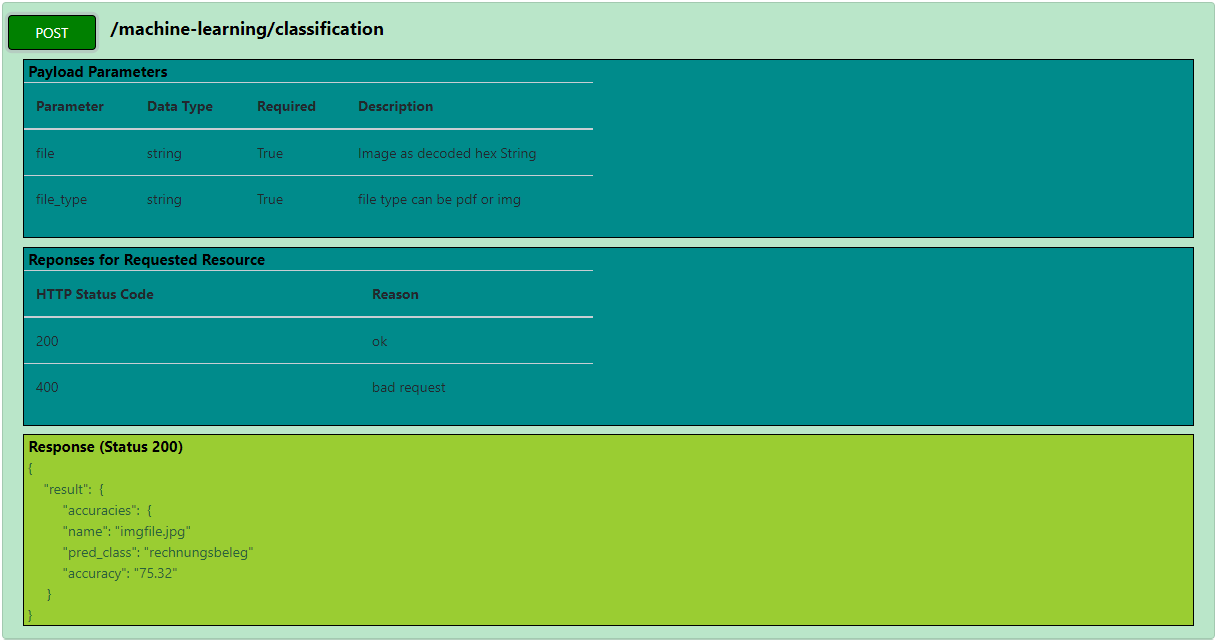 POST /machine-learning/classification
Payload Parameters
Parameter Data Type Required Description
file string True Image as decoded hex String
file_type string True file type can be pdf or img
Reponses for Requested Resource
HTTP Status Code Reason
200 ok
400 bad request
Response (Status 200)
{
"result": {
"accuracies": {
"name": "imgfile.jpg"
"pred_class": "rechnungsbeleg"
"accuracy": "75.32"
}
}